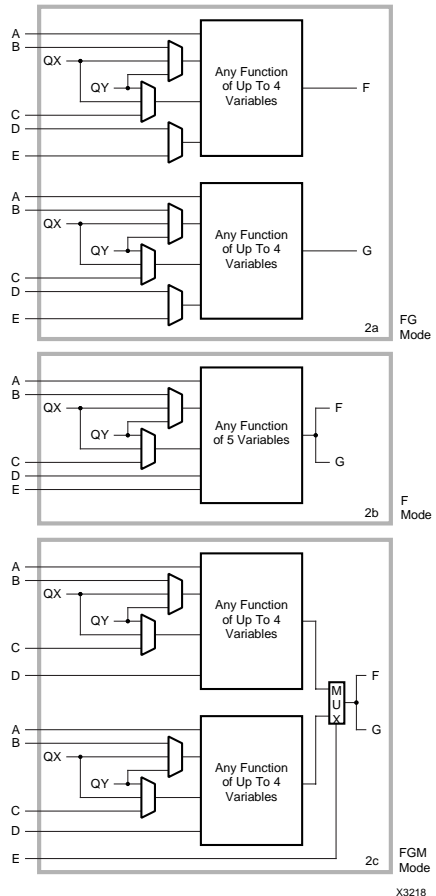 A
B
QX
QY
C
D
E
Any Function
of Up To 4
Variables
F
A
B
QX
QY
C
D
E
Any Function
of Up To 4
Variables
G
2a
FG
Mode
A
B
QX
QY
C
D
E
Any Function
of 5 Variables
F
G
2b
F
Mode
A
B
QX
QY
C
D
Any Function
of Up To 4
Variables
A
B
QX
QY
C
D
E
Any Function
of Up To 4
Variables
M
U
X
F
G
2c
FGM
Mode
X3218